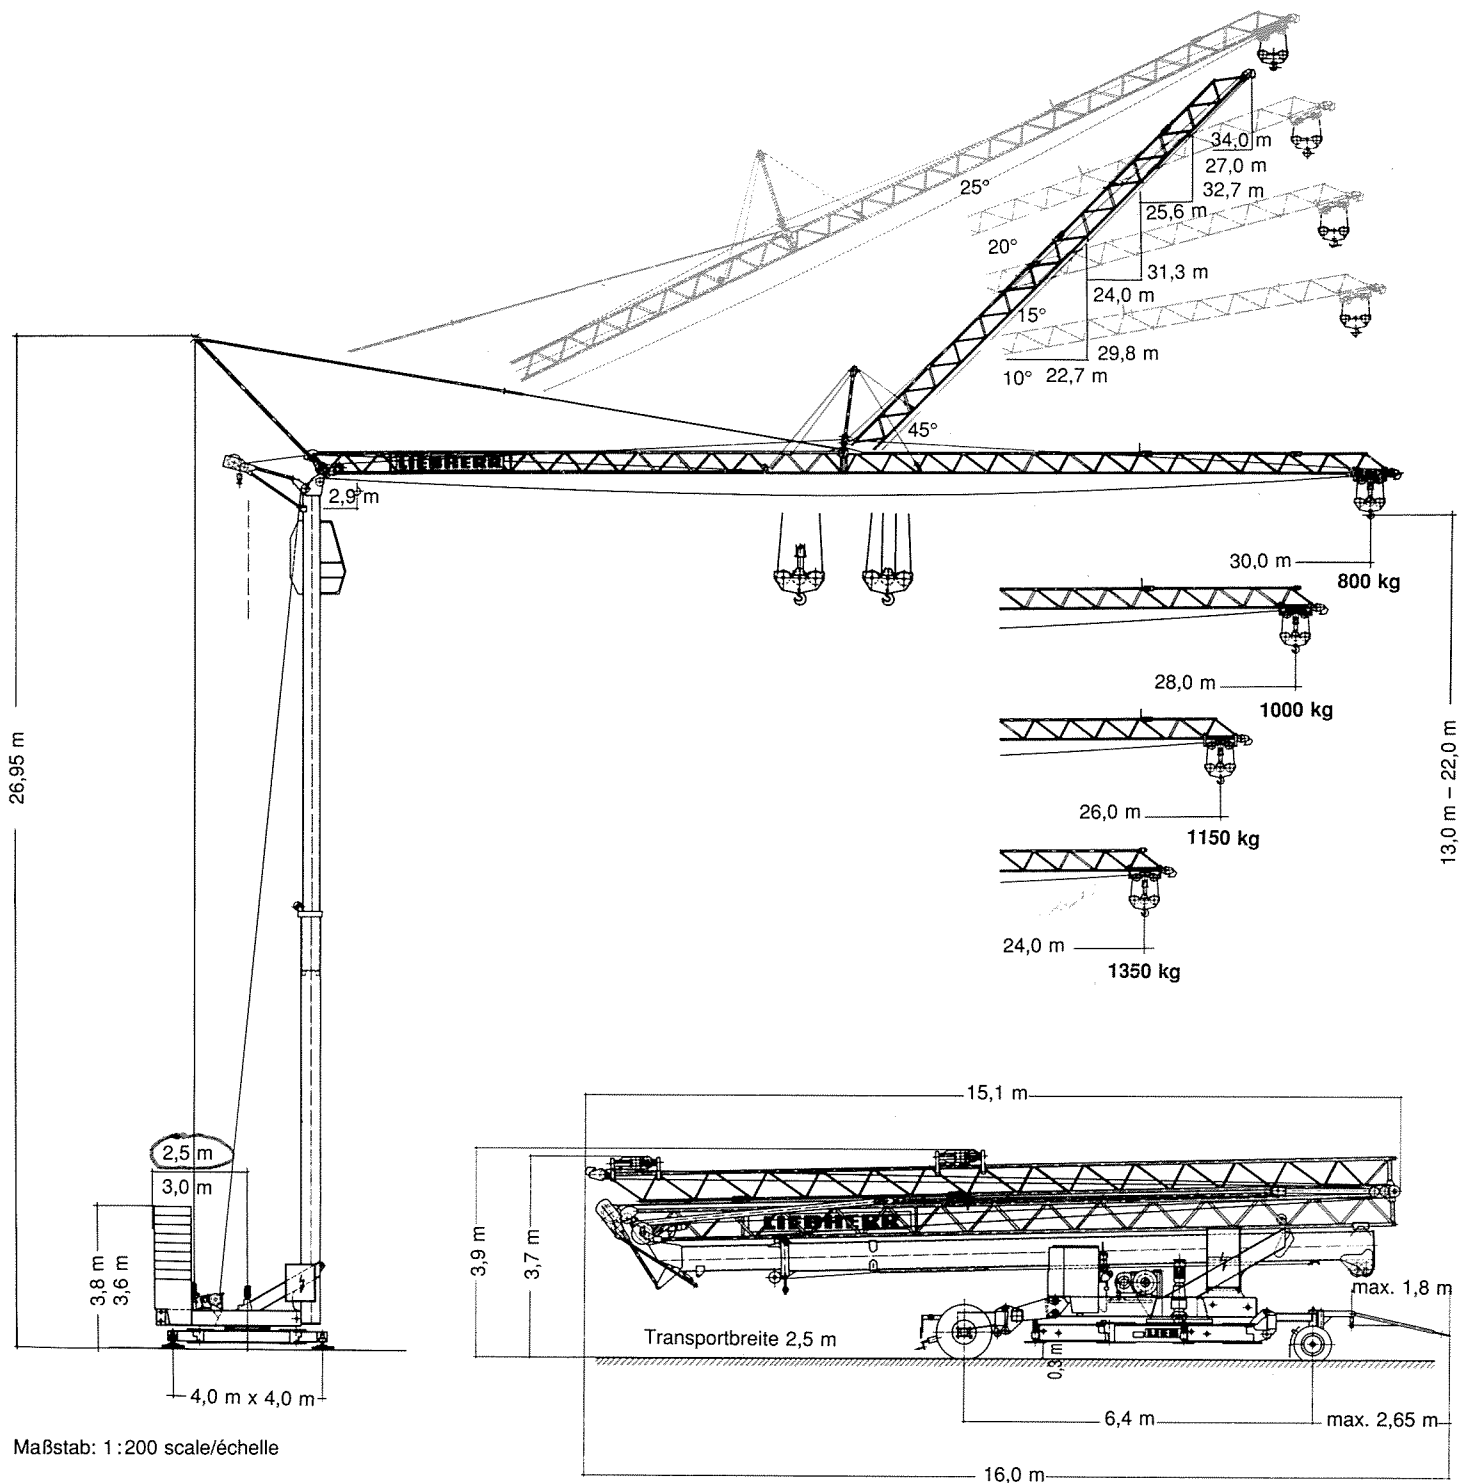 34,0 m
27,0 m
25°
32,7 m
25,6 m
20°
31,3 m
24,0 m
15°
29,8 m
10° 22,7 m
45°
LIEBHERR
2,9 m
30,0 m
800 kg
28,0 m
1000 kg
26,95 m
13,0 m – 22,0 m
26,0 m
1150 kg
24,0 m
1350 kg
15,1 m
2,5 m
3,0 m
LIEBHERR
3,8 m
3,6 m
3,9 m
3,7 m
max. 1,8 m
Transportbreite 2,5 m
LIEB
0,3 m
4,0 m x 4,0 m
6,4 m
max. 2,65 m
Maßstab: 1:200 scale/échelle
16,0 m